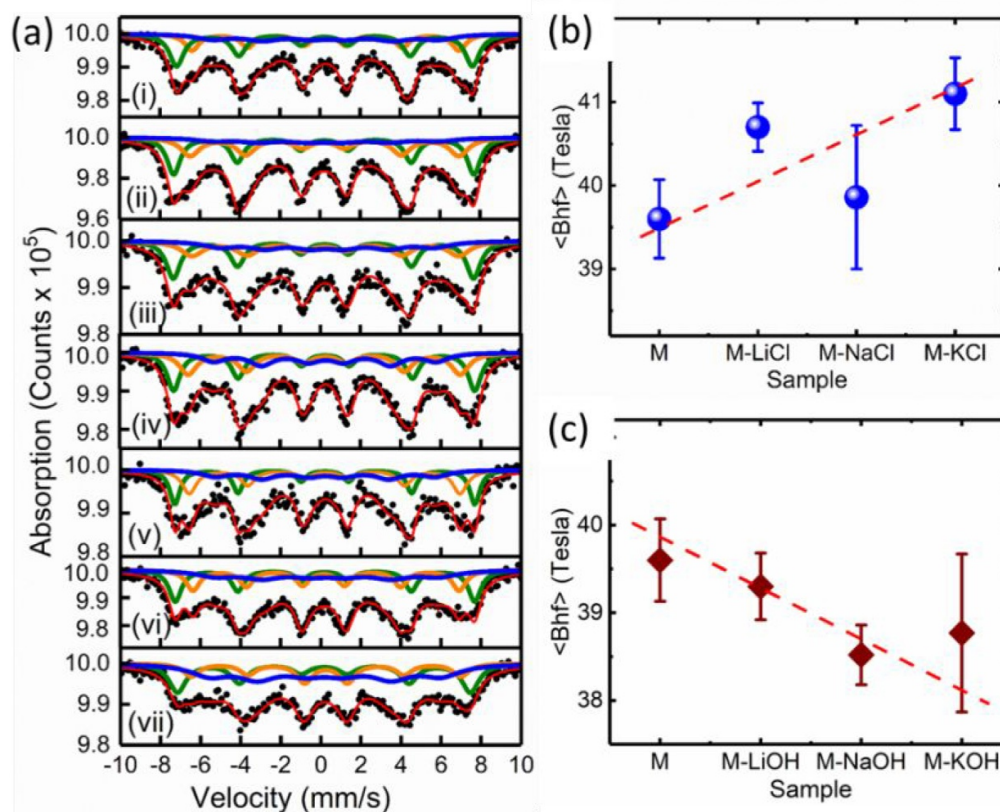 (a)
10.0
9.9
9.8
(i)
10.0
9.8
9.6
(ii)
10.0
9.9
9.8
(iii)
10.0
9.9
9.8
(iv)
10.0
9.9
9.8
(v)
10.0
9.9
9.8
(vi)
10.0
9.9
9.8
(vii)
-10 -8 -6 -4 -2 0 2 4 6 8 10
Velocity (mm/s)
Absorption (Counts x 10⁵)
(b)
41
40
39
<Bhf> (Tesla)
M M-LiCl M-NaCl M-KCl
Sample
(c)
40
39
38
<Bhf> (Tesla)
M M-LiOH M-NaOH M-KOH
Sample